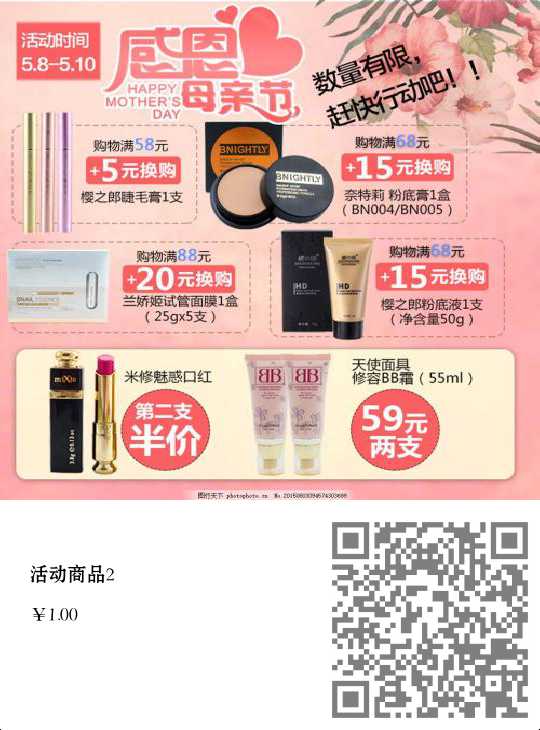 活动时间
5.8-5.10
感恩
HAPPY
MOTHER'S
DAY
母亲节
数量有限，
赶快行动吧！！
购物满58元
+5元换购
樱之郎睫毛膏1支
BNIGHTLY
BNIGHTLY
购物满68元
+15元换购
奈特莉 粉底膏1盒
（BN004/BN005）
购物满88元
+20元换购
兰娇姬试管面膜1盒
（25gx5支）
SNAIL ESSENCE
HD
HD
购物满68元
+15元换购
樱之郎粉底液1支
（净含量50g）
米修魅惑口红
第二支
半价
BB
BB
天使面具
修容BB霜（55ml）
59元
两支
活动商品2
￥1.00